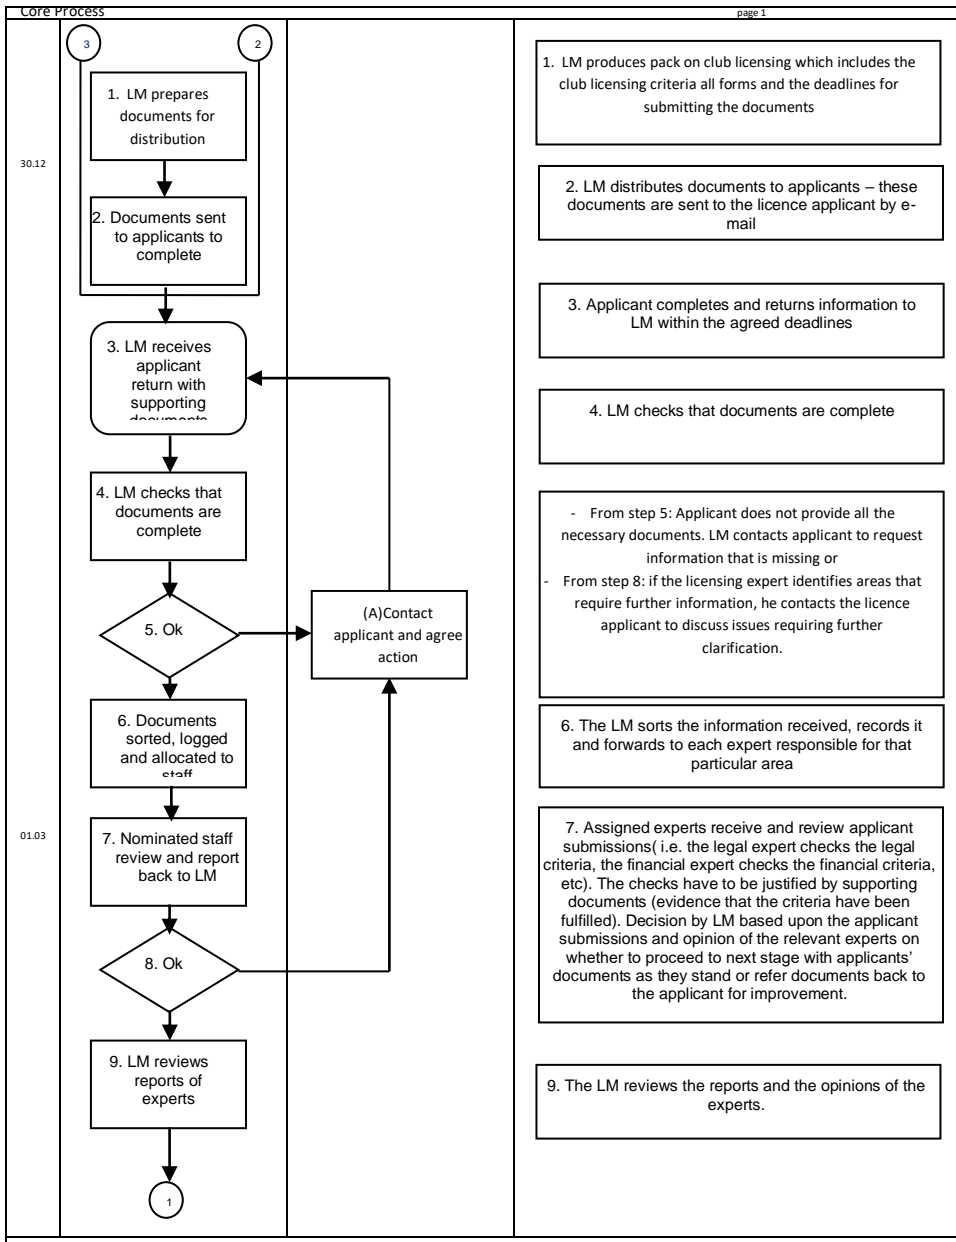 Core Process
page 1
3
2
1. LM prepares
documents for
distribution
30.12
2. Documents sent
to applicants to
complete
3. LM receives
applicant
return with
supporting
documents
4. LM checks that
documents are
complete
5. Ok
(A)Contact
applicant and agree
action
6. Documents
sorted, logged
and allocated to
staff
01.03
7. Nominated staff
review and report
back to LM
8. Ok
9. LM reviews
reports of
experts
1
1. LM produces pack on club licensing which includes the
club licensing criteria all forms and the deadlines for
submitting the documents
2. LM distributes documents to applicants – these
documents are sent to the licence applicant by e-
mail
3. Applicant completes and returns information to
LM within the agreed deadlines
4. LM checks that documents are complete
- From step 5: Applicant does not provide all the
necessary documents. LM contacts applicant to request
information that is missing or
- From step 8: if the licensing expert identifies areas that
require further information, he contacts the licence
applicant to discuss issues requiring further
clarification.
6. The LM sorts the information received, records it
and forwards to each expert responsible for that
particular area
7. Assigned experts receive and review applicant
submissions( i.e. the legal expert checks the legal
criteria, the financial expert checks the financial criteria,
etc). The checks have to be justified by supporting
documents (evidence that the criteria have been
fulfilled). Decision by LM based upon the applicant
submissions and opinion of the relevant experts on
whether to proceed to next stage with applicants’
documents as they stand or refer documents back to
the applicant for improvement.
9. The LM reviews the reports and the opinions of the
experts.